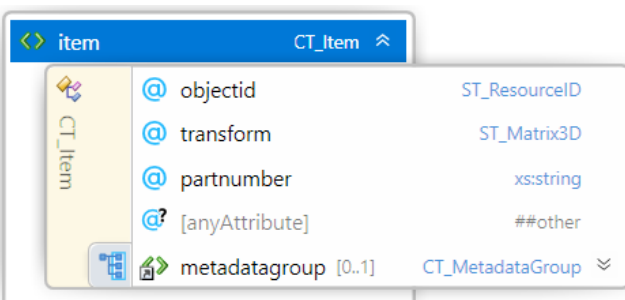 item CT_Item
CT_Item
@ objectid ST_ResourceID
@ transform ST_Matrix3D
@ partnumber xs:string
@? [anyAttribute] ##other
metadatagroup [0..1] CT_MetadataGroup